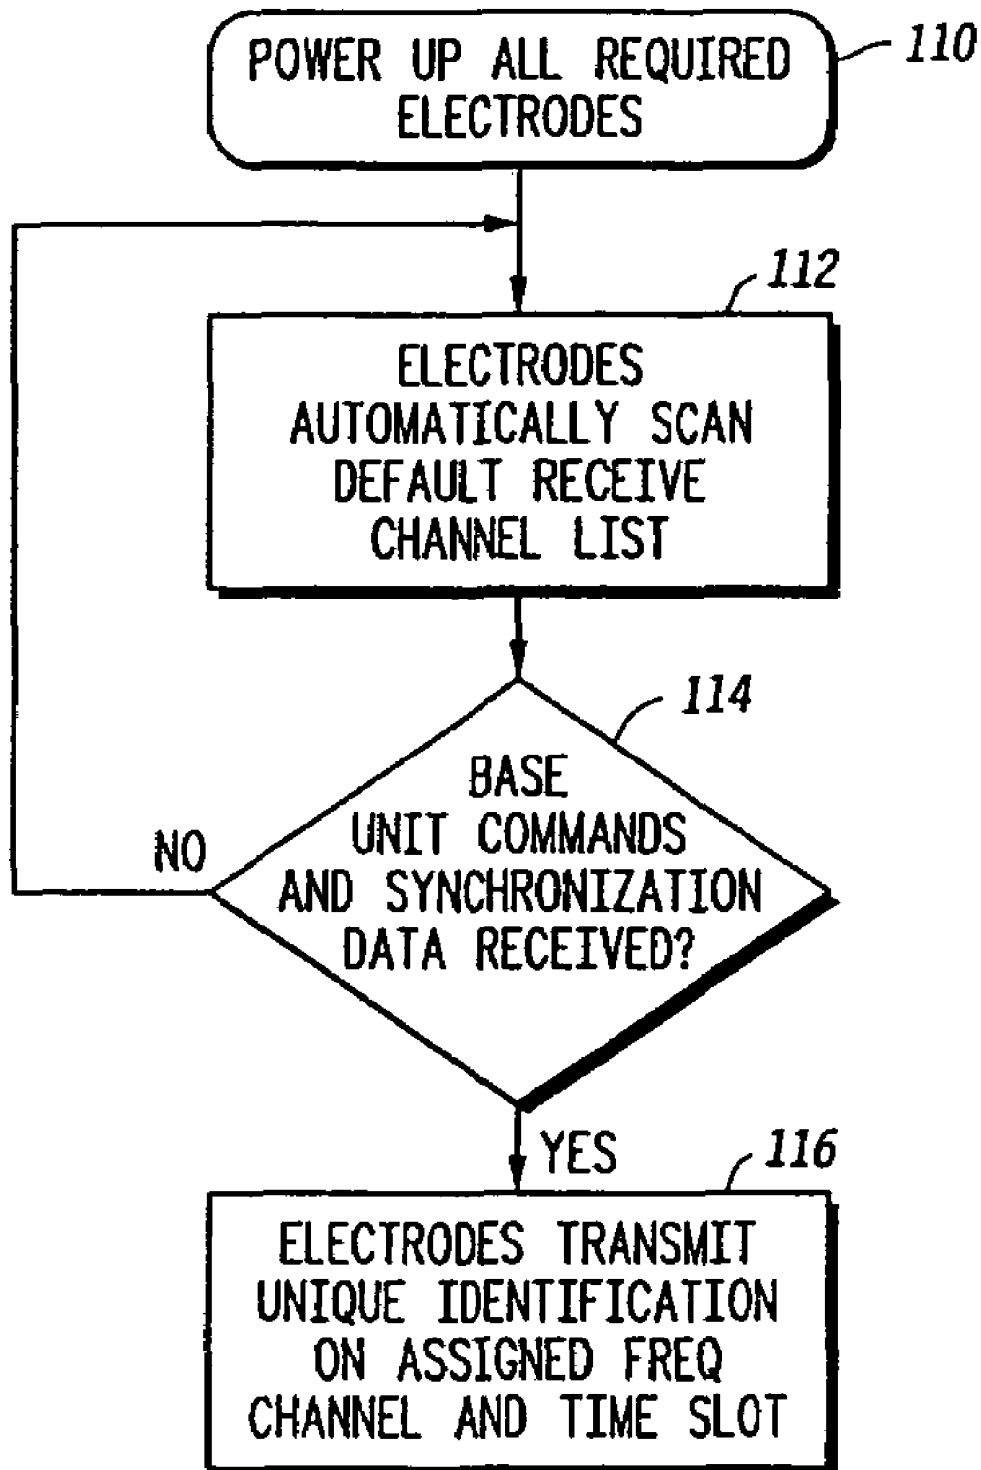 POWER UP ALL REQUIRED
ELECTRODES
110
112
ELECTRODES
AUTOMATICALLY SCAN
DEFAULT RECEIVE
CHANNEL LIST
114
BASE
UNIT COMMANDS
AND SYNCHRONIZATION
DATA RECEIVED?
NO
YES
116
ELECTRODES TRANSMIT
UNIQUE IDENTIFICATION
ON ASSIGNED FREQ
CHANNEL AND TIME SLOT